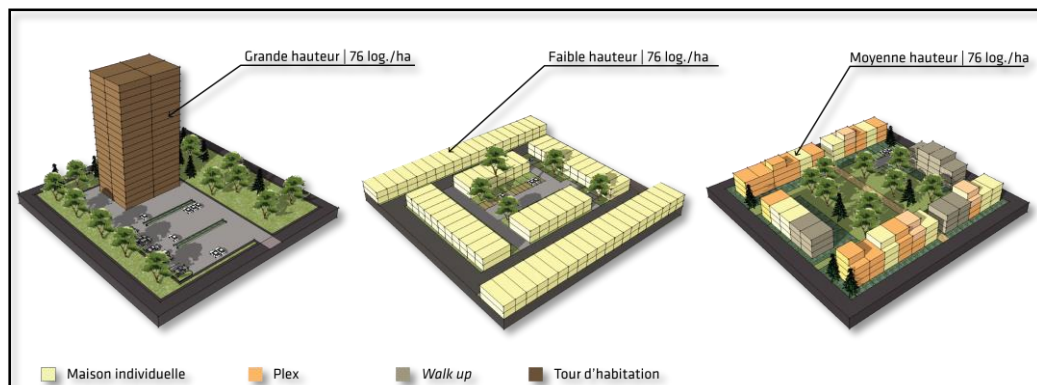 Grande hauteur | 76 log./ha
Faible hauteur | 76 log./ha
Moyenne hauteur | 76 log./ha
Maison individuelle
Plex
Walk up
Tour d'habitation